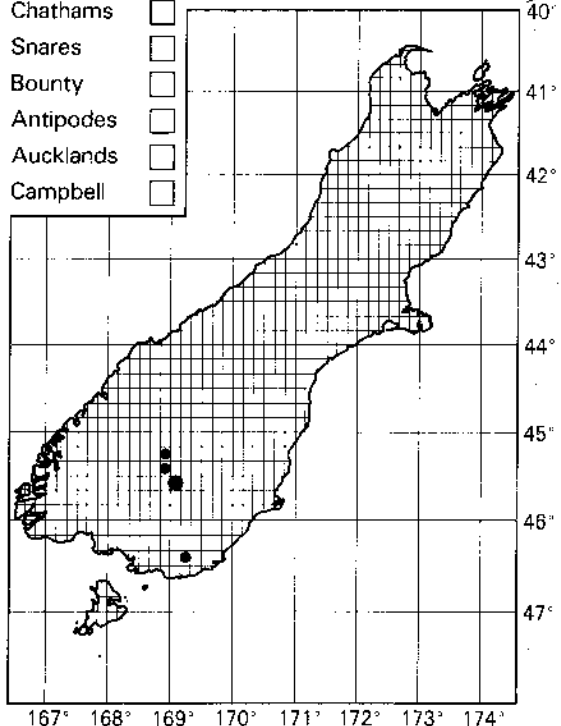 Chathams
Snares
Bounty
Antipodes
Aucklands
Campbell
40°
41°
42°
43°
44°
45°
46°
47°
167° 168° 169° 170° 171° 172° 173° 174°